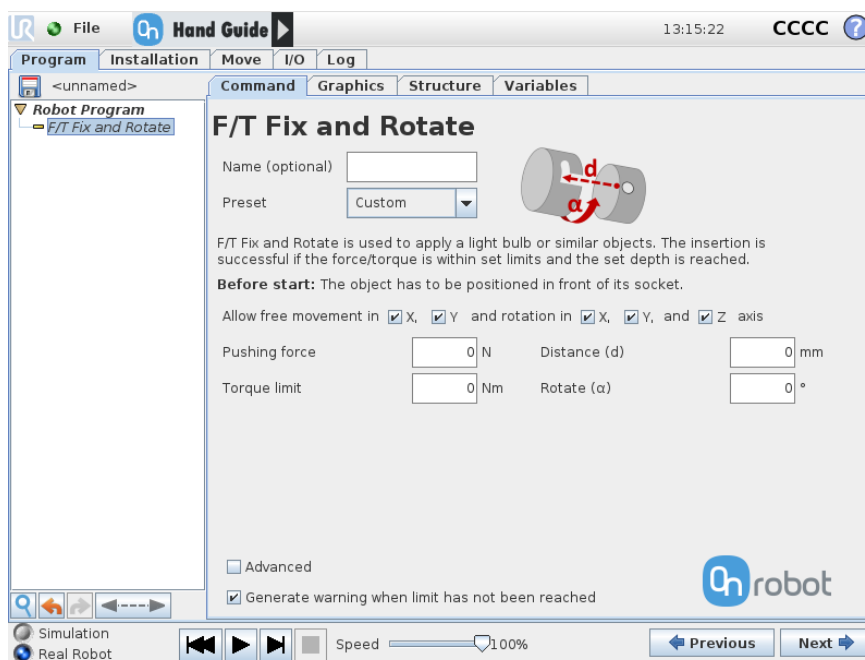 UR File On Hand Guide 13:15:22 CCCC ?
Program Installation Move I/O Log
<unnamed> Command Graphics Structure Variables
Robot Program
F/T Fix and Rotate
F/T Fix and Rotate
Name (optional)
d
Preset Custom
α
F/T Fix and Rotate is used to apply a light bulb or similar objects. The insertion is
successful if the force/torque is within set limits and the set depth is reached.
Before start: The object has to be positioned in front of its socket.
Allow free movement in X, Y and rotation in X, Y, and Z axis
Pushing force 0 N Distance (d) 0 mm
Torque limit 0 Nm Rotate (α) 0 °
Advanced
On robot
Generate warning when limit has not been reached
Simulation
Real Robot
Speed 100% Previous Next